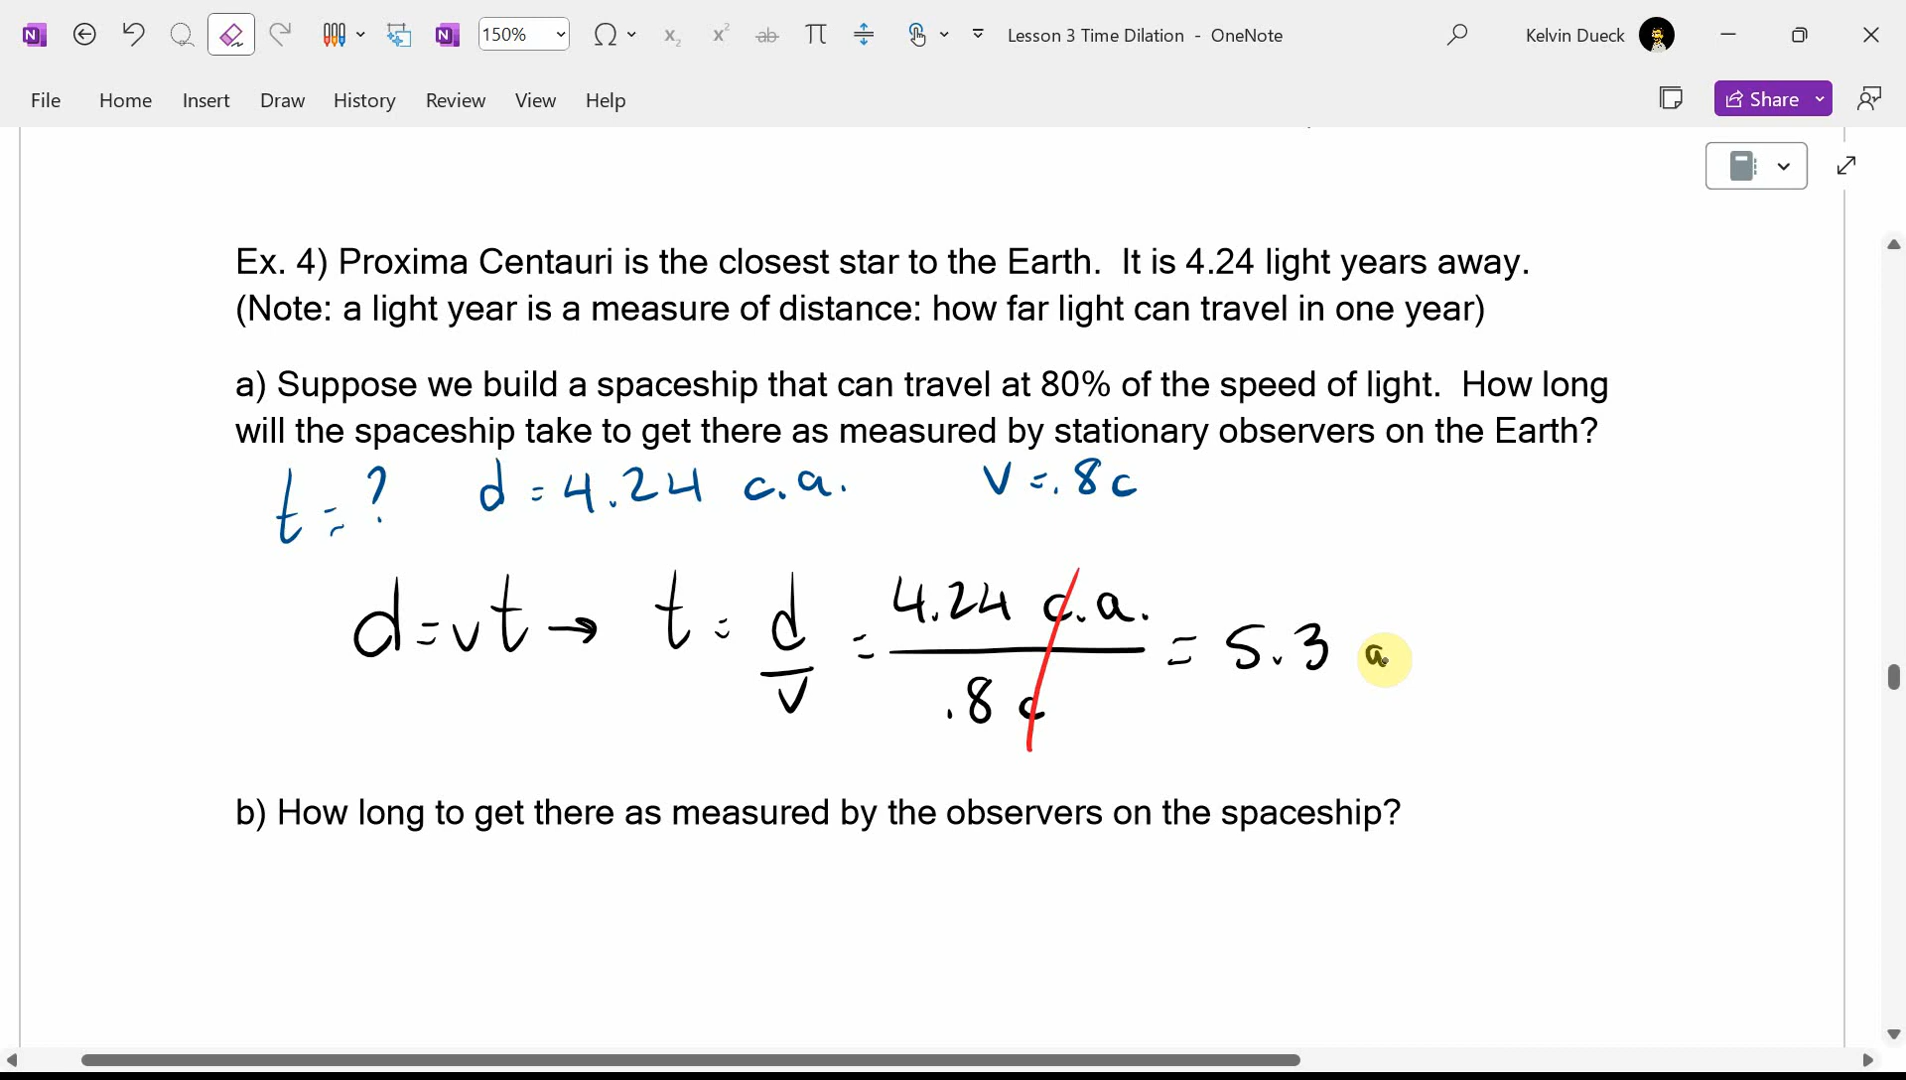 150%
Lesson 3 Time Dilation - OneNote
Kelvin Dueck
File Home Insert Draw History Review View Help
Share
Ex. 4) Proxima Centauri is the closest star to the Earth. It is 4.24 light years away.
(Note: a light year is a measure of distance: how far light can travel in one year)
a) Suppose we build a spaceship that can travel at 80% of the speed of light. How long
will the spaceship take to get there as measured by stationary observers on the Earth?
t = ? d = 4.24 c.a. v = .8c
d = vt → t = d/v = 4.24 c.a./.8 c = 5.3 a
b) How long to get there as measured by the observers on the spaceship?